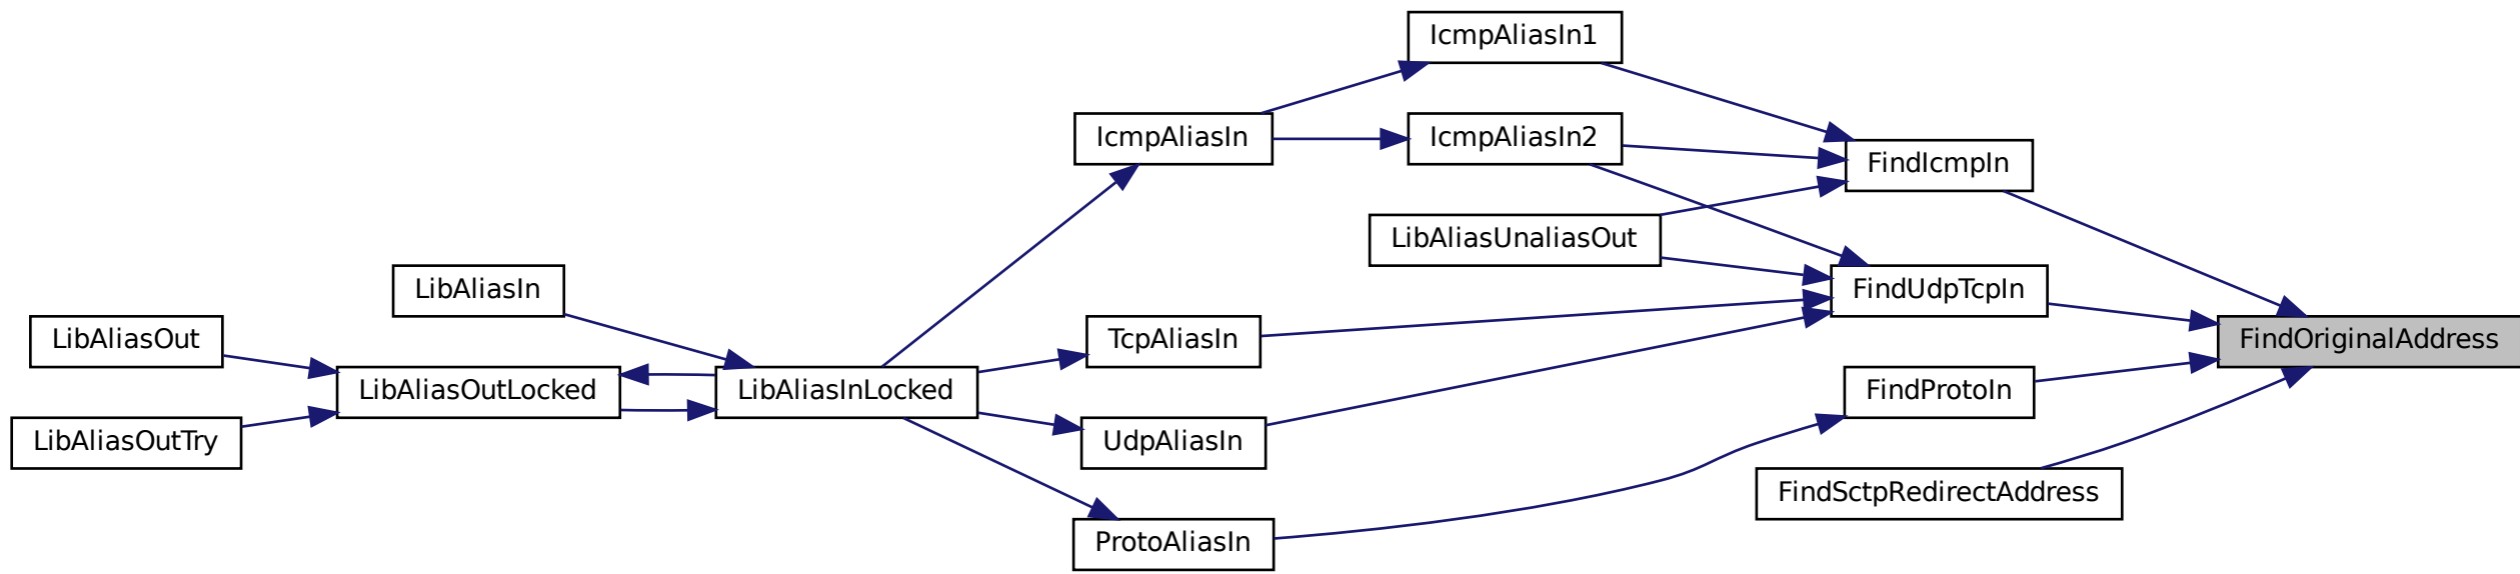 IcmpAliasIn1
IcmpAliasIn
IcmpAliasIn2
FindIcmpIn
LibAliasUnaliasOut
LibAliasIn
FindUdpTcpIn
LibAliasOut
TcpAliasIn
FindOriginalAddress
LibAliasOutLocked
LibAliasInLocked
FindProtoIn
LibAliasOutTry
UdpAliasIn
FindSctpRedirectAddress
ProtoAliasIn